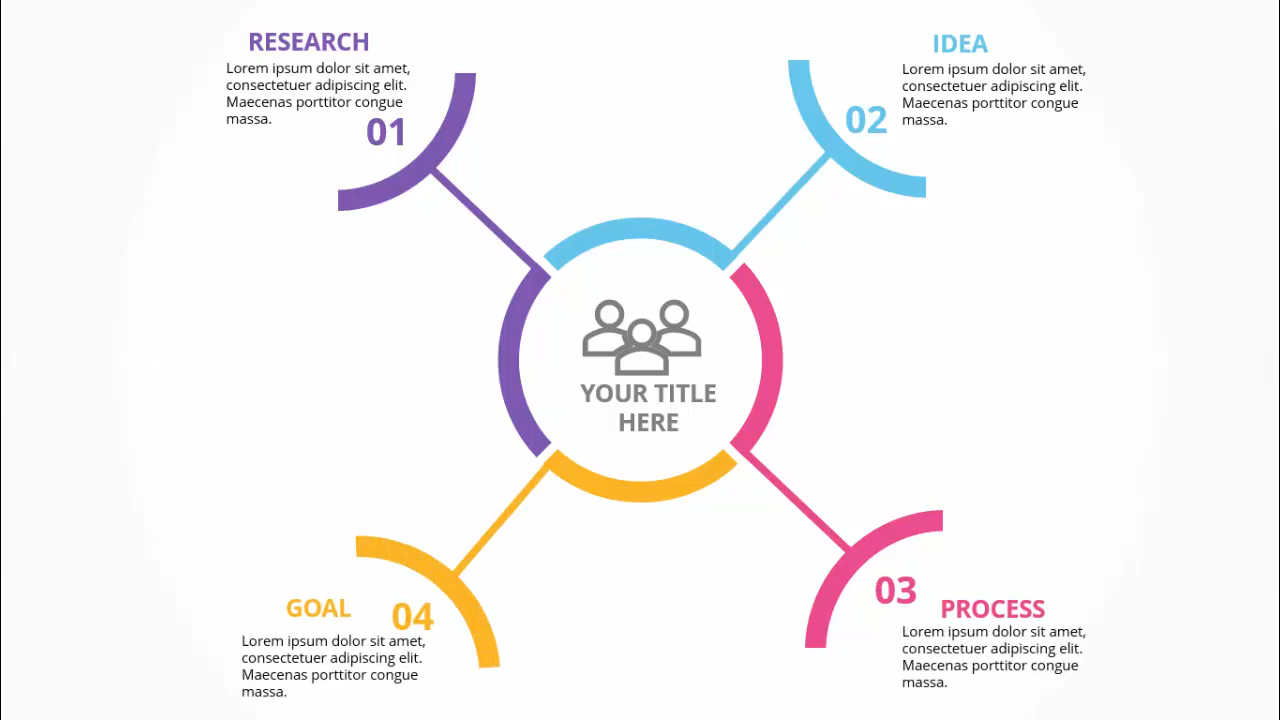 RESEARCH
Lorem ipsum dolor sit amet,
consectetuer adipiscing elit.
Maecenas porttitor congue
massa.
01
IDEA
Lorem ipsum dolor sit amet,
consectetuer adipiscing elit.
Maecenas porttitor congue
massa.
02
YOUR TITLE
HERE
GOAL
04
Lorem ipsum dolor sit amet,
consectetuer adipiscing elit.
Maecenas porttitor congue
massa.
03
PROCESS
Lorem ipsum dolor sit amet,
consectetuer adipiscing elit.
Maecenas porttitor congue
massa.